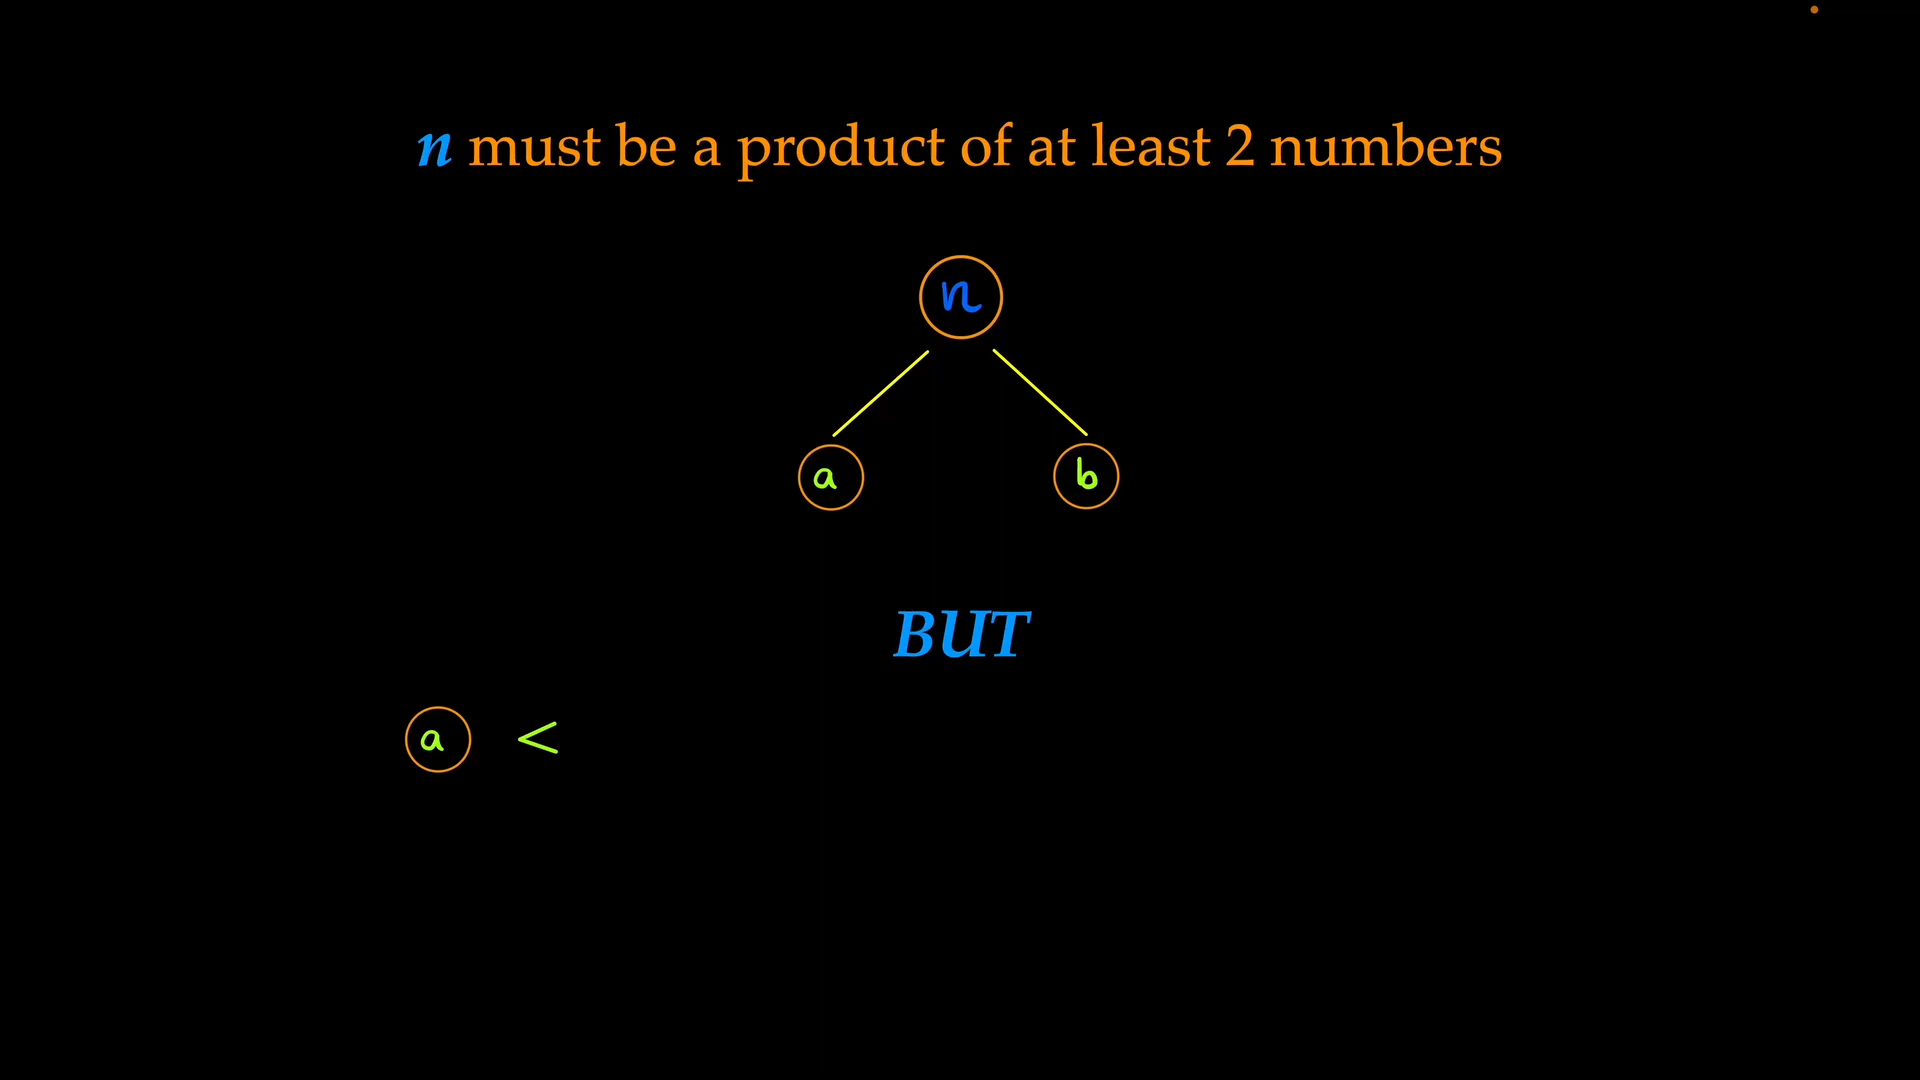 n must be a product of at least 2 numbers
n
a b
BUT
a <